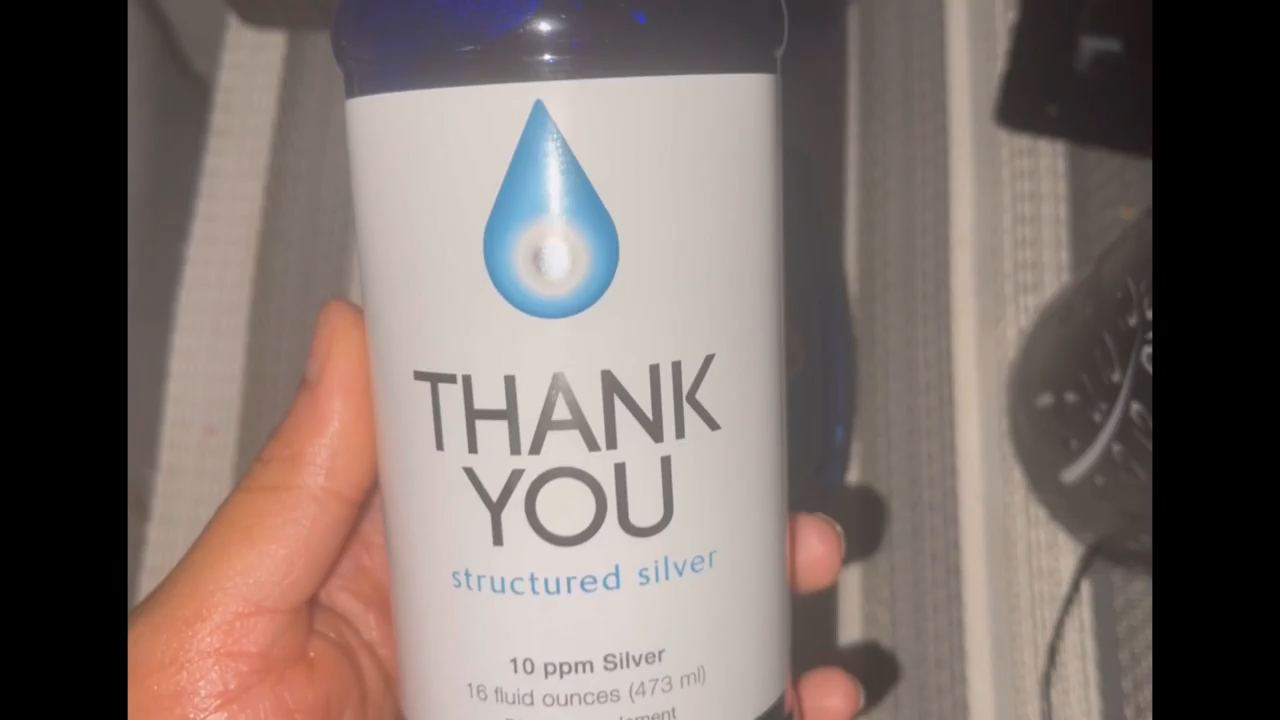 THANK
YOU
structured silver
10 ppm Silver
16 fluid ounces (473 ml)